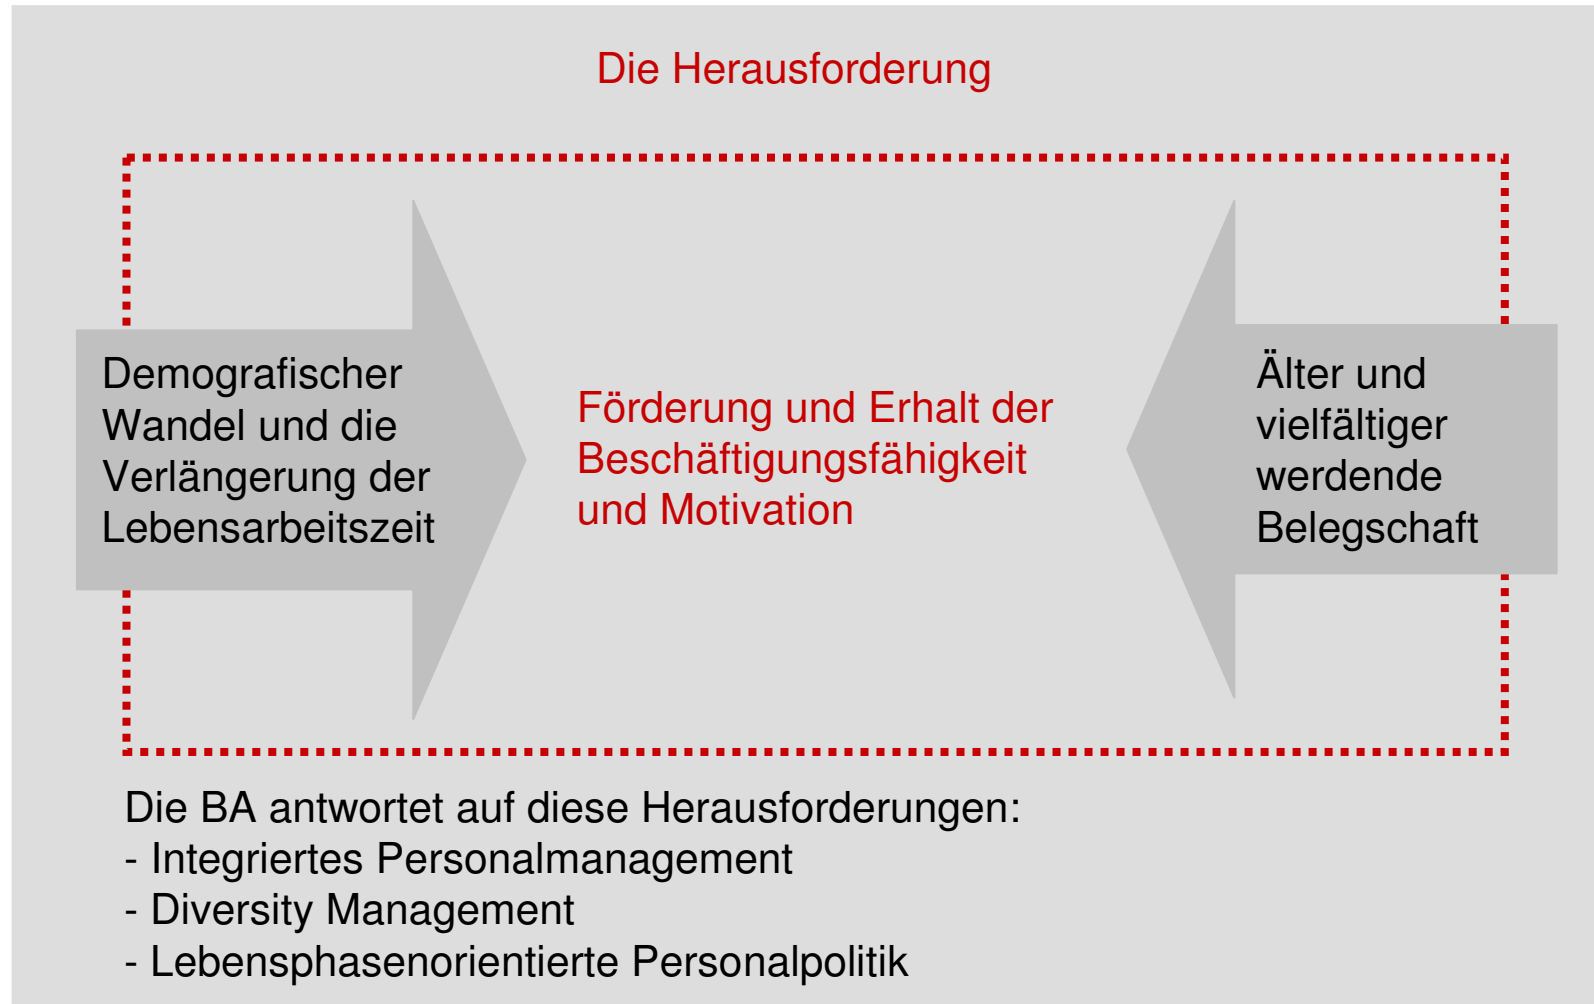 Die Herausforderung
Demografischer
Wandel und die
Verlängerung der
Lebensarbeitszeit
Förderung und Erhalt der
Beschäftigungsfähigkeit
und Motivation
Älter und
vielfältiger
werdende
Belegschaft
Die BA antwortet auf diese Herausforderungen:
- Integriertes Personalmanagement
- Diversity Management
- Lebensphasenorientierte Personalpolitik